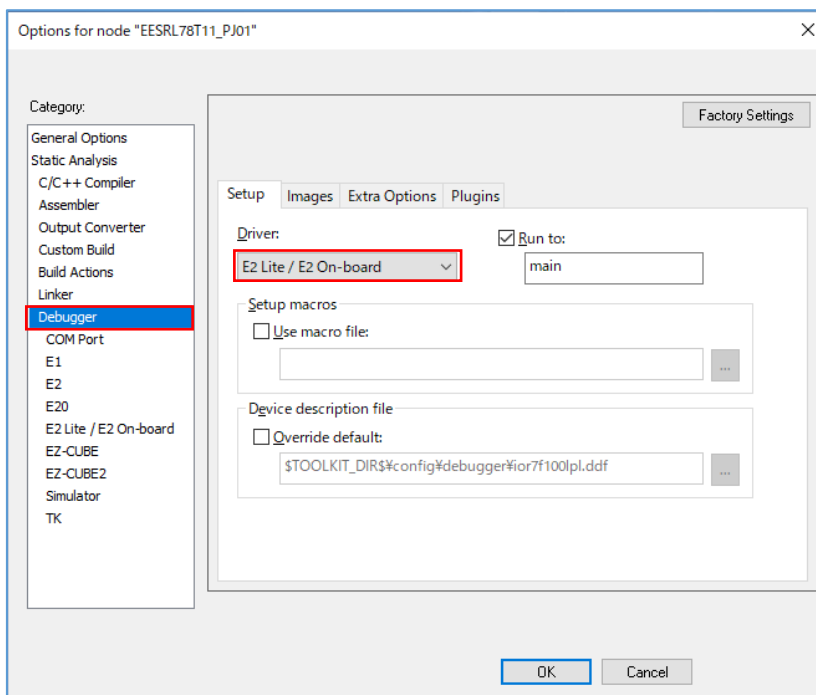 Options for node "EESRL78T11_PJ01"
Category:
Factory Settings
General Options
Static Analysis
C/C++ Compiler
Assembler
Output Converter
Custom Build
Build Actions
Linker
Debugger
COM Port
E1
E2
E20
E2 Lite / E2 On-board
EZ-CUBE
EZ-CUBE2
Simulator
TK
Setup Images Extra Options Plugins
Driver: Run to:
E2 Lite / E2 On-board main
Setup macros
Use macro file:
...
Device description file
Override default:
$TOOLKIT_DIR$¥config¥debugger¥ior7f100lpl.ddf ...
OK Cancel